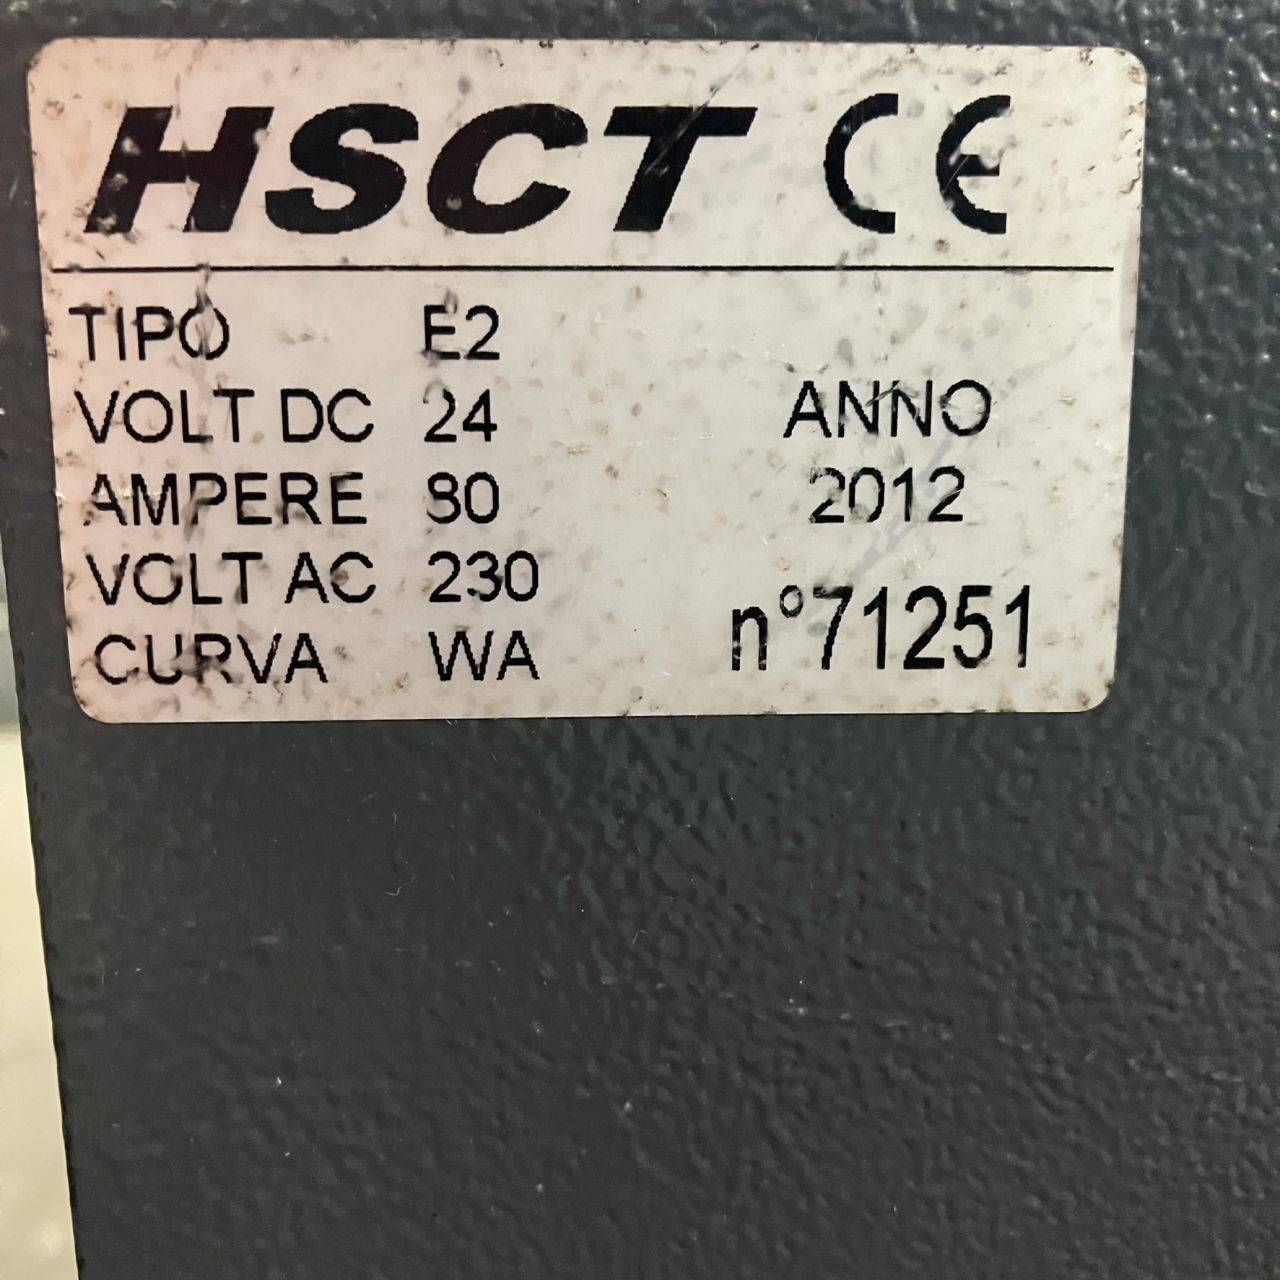 HSCT CE
TIPO E2
VOLT DC 24 ANNO
AMPERE 80 2012
VOLT AC 230
CURVA WA n°71251